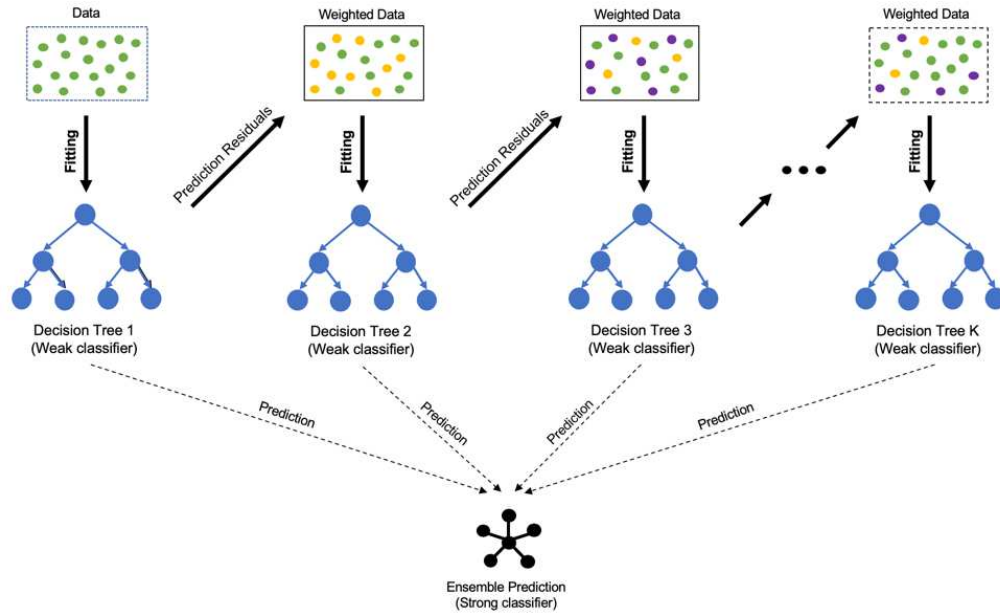 Data
Weighted Data
Weighted Data
Weighted Data
Fitting
Prediction Residuals
Fitting
Prediction Residuals
Fitting
Fitting
Decision Tree 1
(Weak classifier)
Decision Tree 2
(Weak classifier)
Decision Tree 3
(Weak classifier)
Decision Tree K
(Weak classifier)
Prediction
Prediction
Prediction
Prediction
Ensemble Prediction
(Strong classifier)